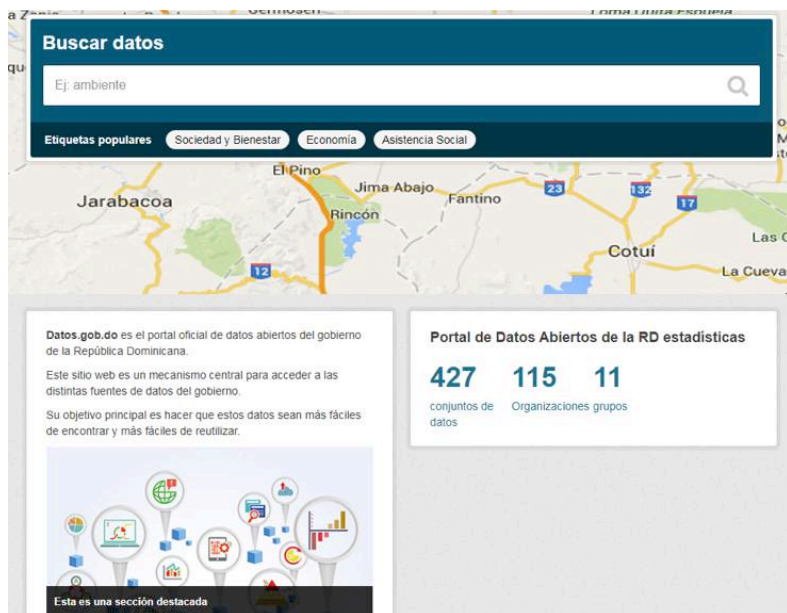 Buscar datos
Ej: ambiente
Etiquetas populares Sociedad y Bienestar Economía Asistencia Social
El Pino
Jima Abajo
Fantino
23
132
17
Jarabacoa
Rincón
Cotuí
Las
12
La Cueva
Datos.gob.do es el portal oficial de datos abiertos del gobierno
de la República Dominicana.
Este sitio web es un mecanismo central para acceder a las
distintas fuentes de datos del gobierno.
Su objetivo principal es hacer que estos datos sean más fáciles
de encontrar y más fáciles de reutilizar.
Esta es una sección destacada
Portal de Datos Abiertos de la RD estadísticas
427 115 11
conjuntos de Organizaciones grupos
datos